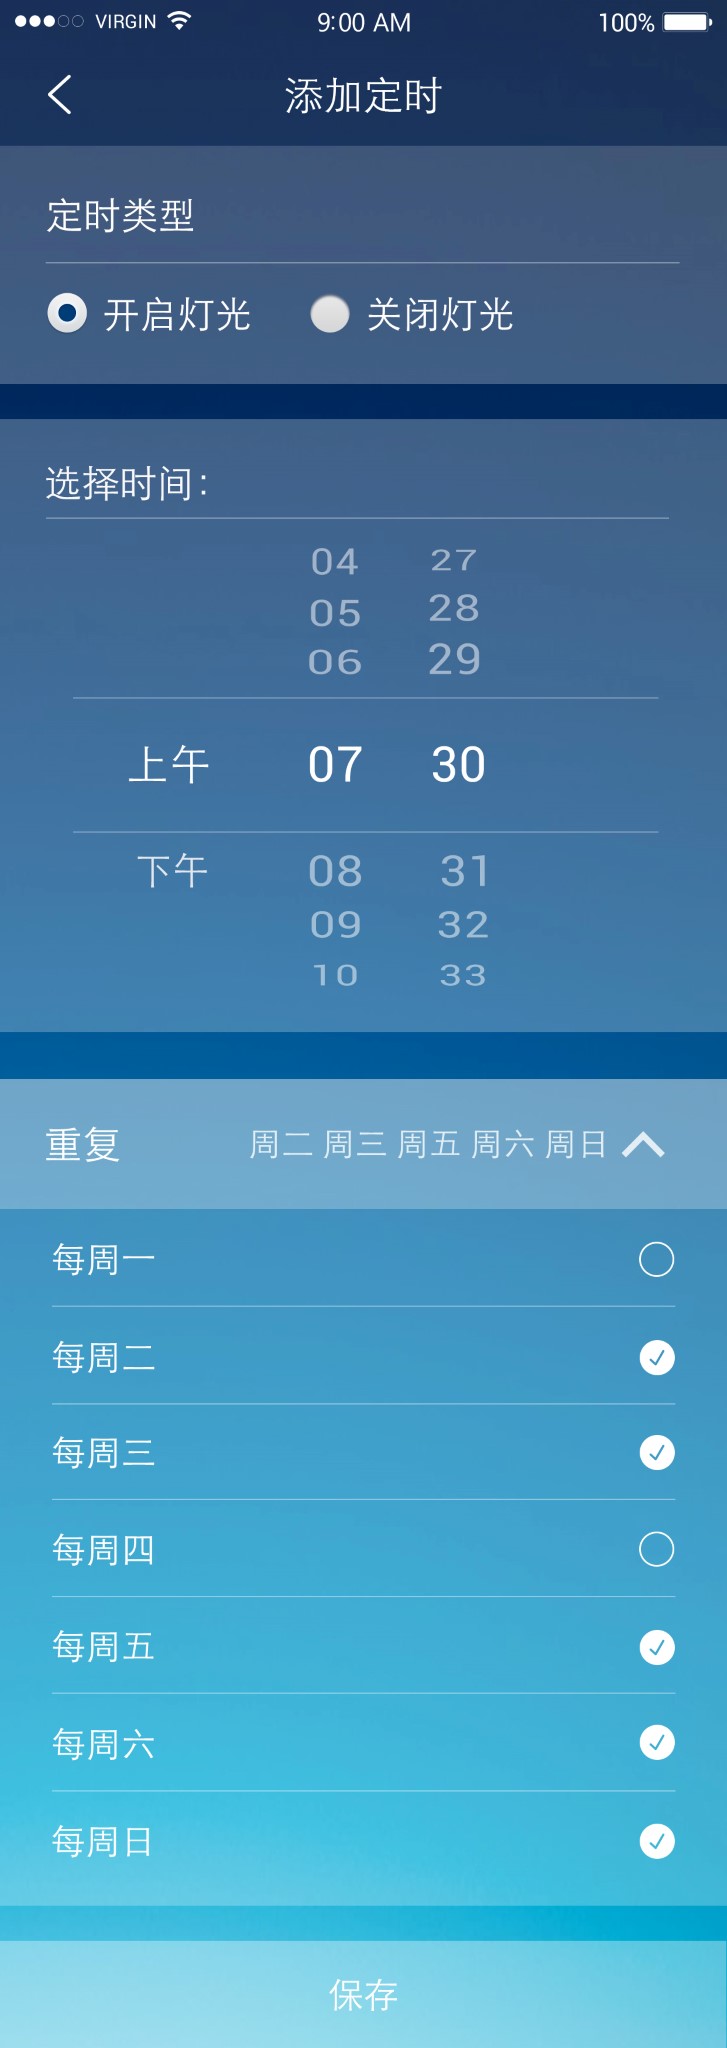 VIRGIN 9:00 AM 100%
添加定时
定时类型
开启灯光 关闭灯光
选择时间：
04 27
05 28
06 29
上午 07 30
下午 08 31
09 32
10 33
重复 周二 周三 周五 周六 周日
每周一
每周二
每周三
每周四
每周五
每周六
每周日
保存